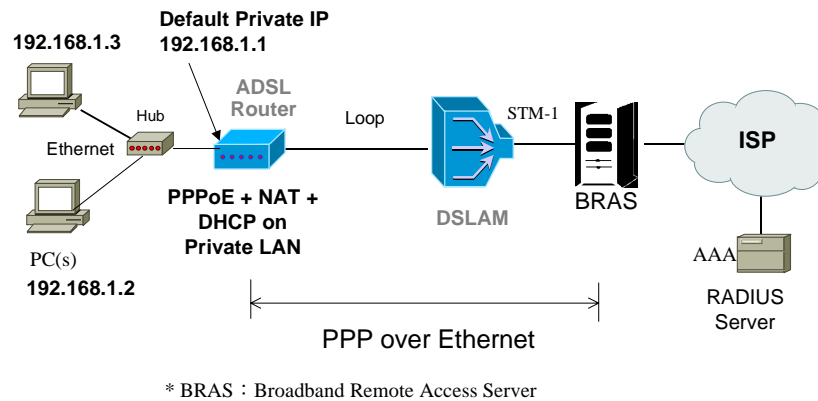 Default Private IP
192.168.1.1
192.168.1.3
ADSL
Router
Hub
Ethernet
Loop
STM-1
ISP
PPPoE + NAT +
DHCP on
Private LAN
DSLAM
BRAS
PC(s)
192.168.1.2
AAA
RADIUS
Server
PPP over Ethernet
* BRAS：Broadband Remote Access Server